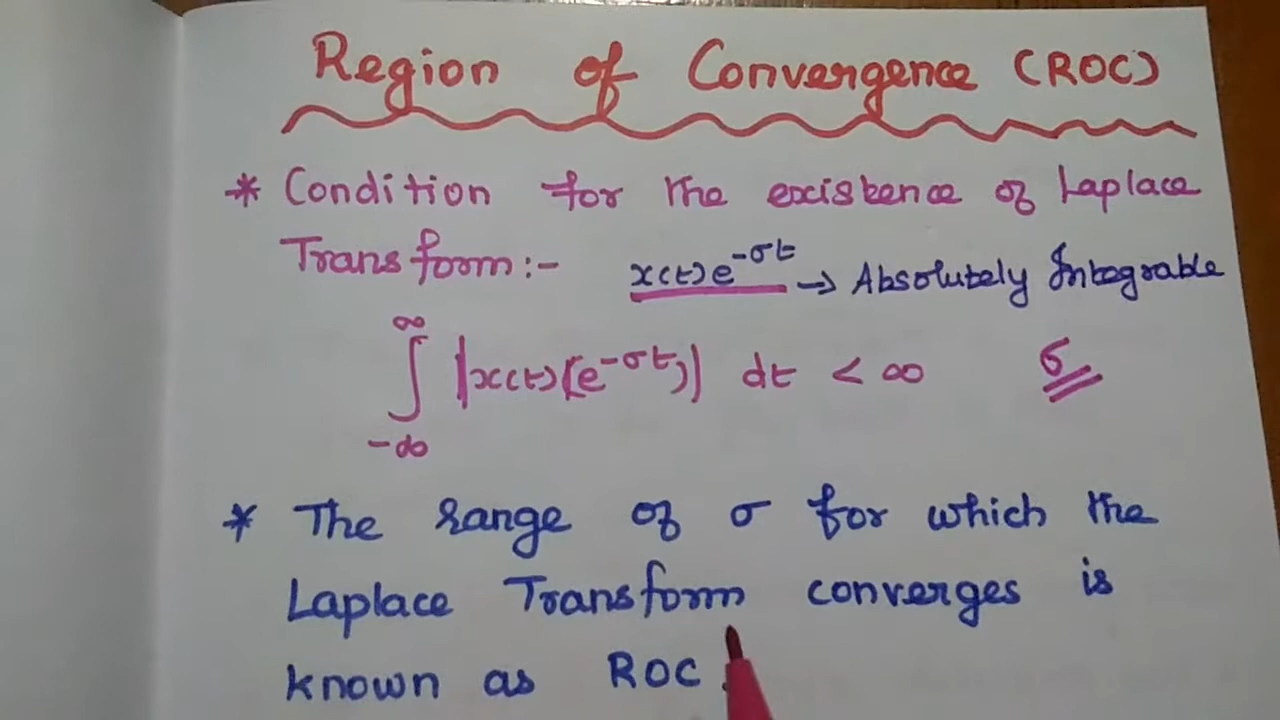 Region of Convergence (ROC)
* Condition for the existence of Laplace
Transform:- x(t)e^-σt → Absolutely Integrable
∞
∫ |x(t)(e^-σt)| dt < ∞ σ
-∞
* The range of σ for which the
Laplace Transform converges is
known as ROC.